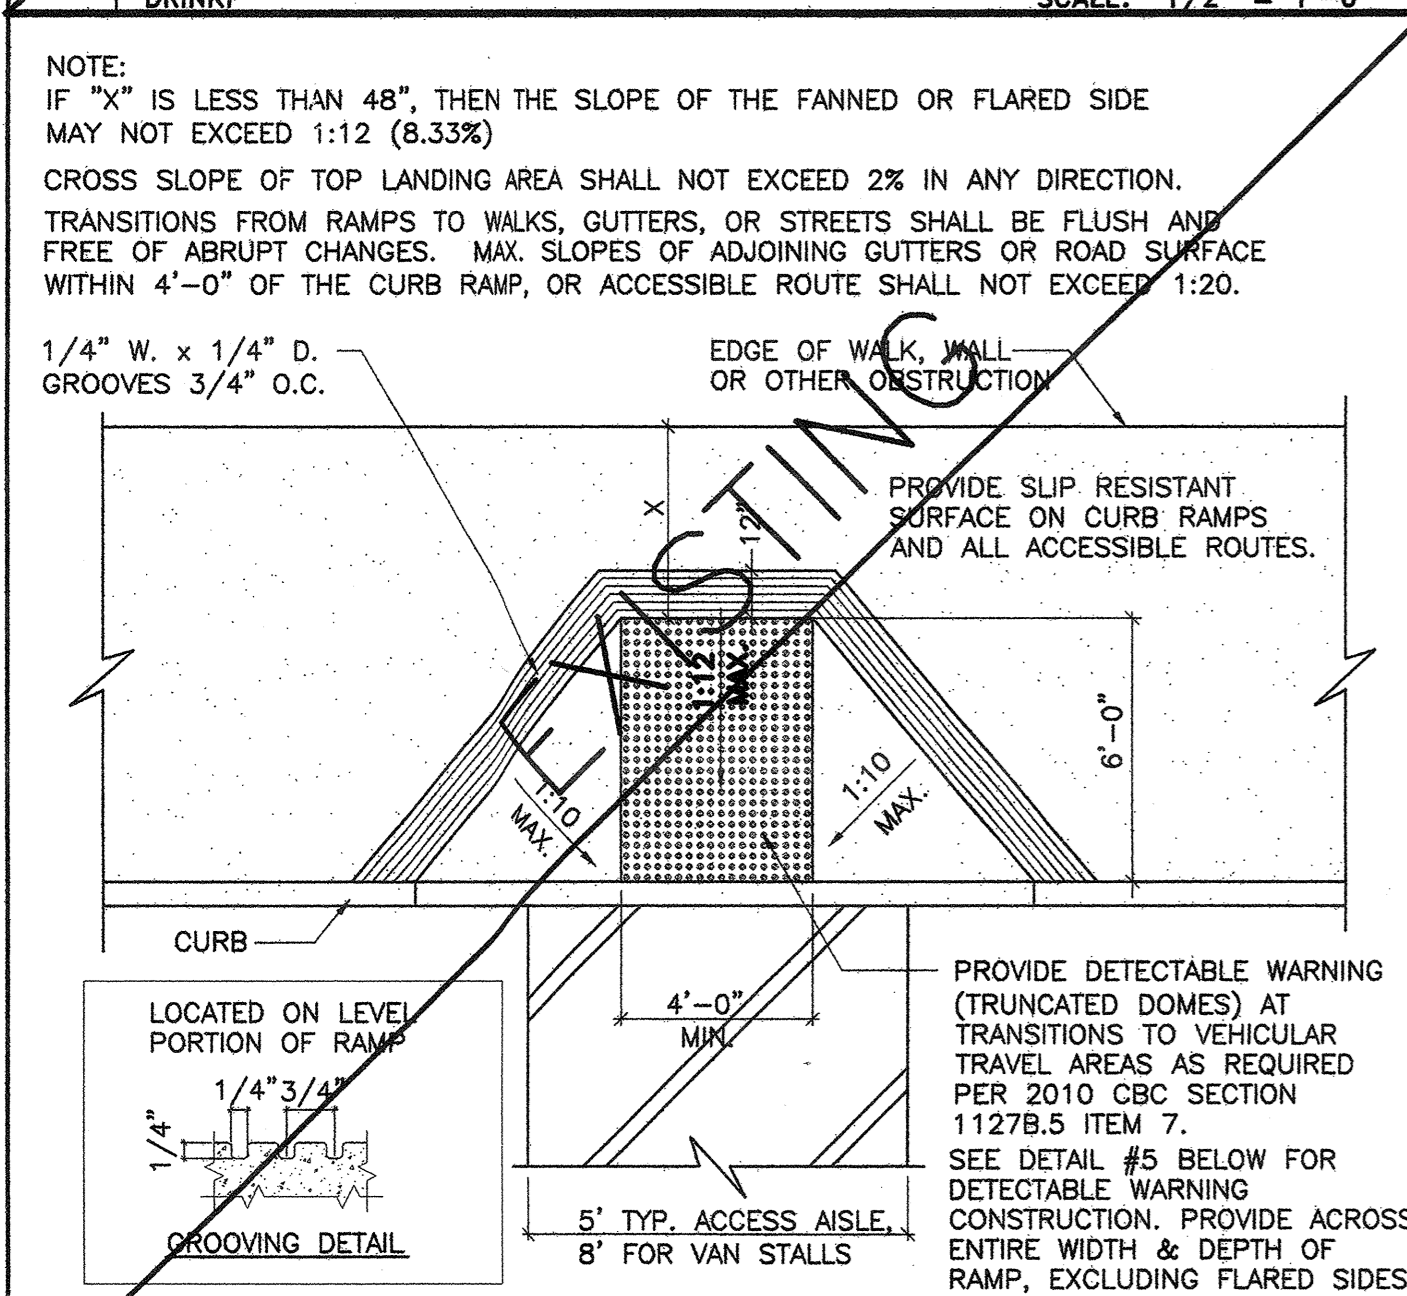 NOTE:
IF "X" IS LESS THAN 48", THEN THE SLOPE OF THE FANNED OR FLARED SIDE
MAY NOT EXCEED 1:12 (8.33%)
CROSS SLOPE OF TOP LANDING AREA SHALL NOT EXCEED 2% IN ANY DIRECTION.
TRANSITIONS FROM RAMPS TO WALKS, GUTTERS, OR STREETS SHALL BE FLUSH AND
FREE OF ABRUPT CHANGES. MAX. SLOPES OF ADJOINING GUTTERS OR ROAD SURFACE
WITHIN 4'-0" OF THE CURB RAMP, OR ACCESSIBLE ROUTE SHALL NOT EXCEED 1:20.
1/4" W. x 1/4" D.
GROOVES 3/4" O.C.
EDGE OF WALK, WALL
OR OTHER OBSTRUCTION
EXISTING
X
12"
PROVIDE SLIP RESISTANT
SURFACE ON CURB RAMPS
AND ALL ACCESSIBLE ROUTES.
1:12
MAX.
6'-0"
1:10
MAX.
1:10
MAX.
CURB
4'-0"
MIN.
LOCATED ON LEVEL
PORTION OF RAMP
1/4" 3/4"
1/4"
GROOVING DETAIL
5' TYP. ACCESS AISLE,
8' FOR VAN STALLS
PROVIDE DETECTABLE WARNING
(TRUNCATED DOMES) AT
TRANSITIONS TO VEHICULAR
TRAVEL AREAS AS REQUIRED
PER 2010 CBC SECTION
1127B.5 ITEM 7.
SEE DETAIL #5 BELOW FOR
DETECTABLE WARNING
CONSTRUCTION. PROVIDE ACROSS
ENTIRE WIDTH & DEPTH OF
RAMP, EXCLUDING FLARED SIDES